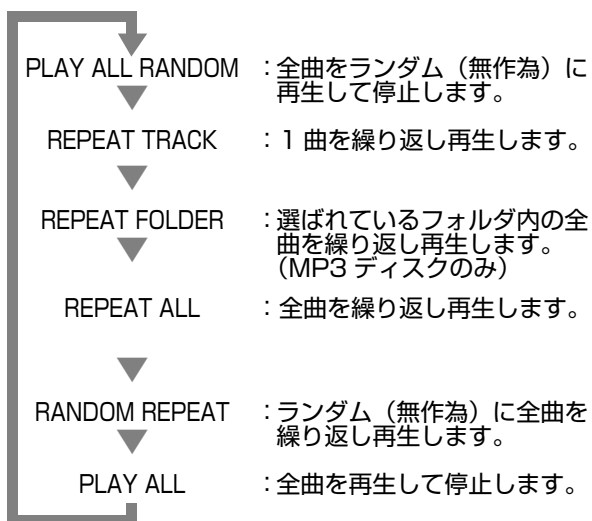 PLAY ALL RANDOM :全曲をランダム（無作為）に
再生して停止します。
REPEAT TRACK :1 曲を繰り返し再生します。
REPEAT FOLDER :選ばれているフォルダ内の全
曲を繰り返し再生します。
（MP3 ディスクのみ）
REPEAT ALL :全曲を繰り返し再生します。
RANDOM REPEAT :ランダム（無作為）に全曲を
繰り返し再生します。
PLAY ALL :全曲を再生して停止します。